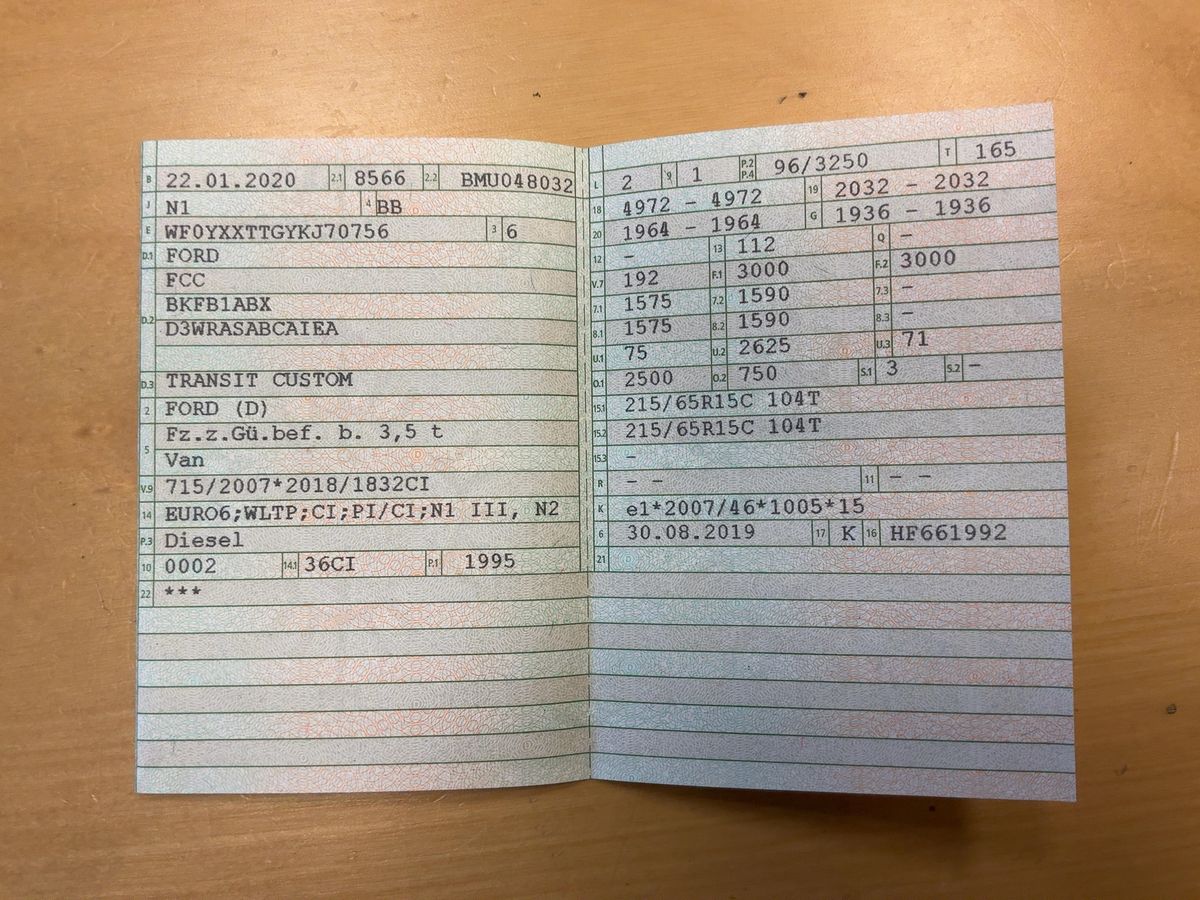 B 22.01.2020 2.1 8566 2.2 BMU048032
J N1 4 BB
E WF0YXXTTGYKJ70756 3 6
D.1 FORD
D.2 FCC
BKFB1ABX
D3WRASABCAIEA
D.3 TRANSIT CUSTOM
2 FORD (D)
5 Fz.z.Gü.bef. b. 3,5 t
Van
V.9 715/2007*2018/1832CI
14 EURO6;WLTP;CI;PI/CI;N1 III, N2
P.3 Diesel
10 0002 14.1 36CI P.1 1995
22 ***
L 2 9 1 P.2 P.4 96/3250 T 165
18 4972 - 4972 19 2032 - 2032
20 1964 - 1964 G 1936 - 1936
12 - 13 112 Q -
V.7 192 F.1 3000 F.2 3000
7.1 1575 7.2 1590 7.3 -
8.1 1575 8.2 1590 8.3 -
U.1 75 U.2 2625 U.3 71
O.1 2500 O.2 750 S.1 3 S.2 -
15.1 215/65R15C 104T
15.2 215/65R15C 104T
15.3 -
R - - 11 - -
K e1*2007/46*1005*15
6 30.08.2019 17 K 16 HF661992
21